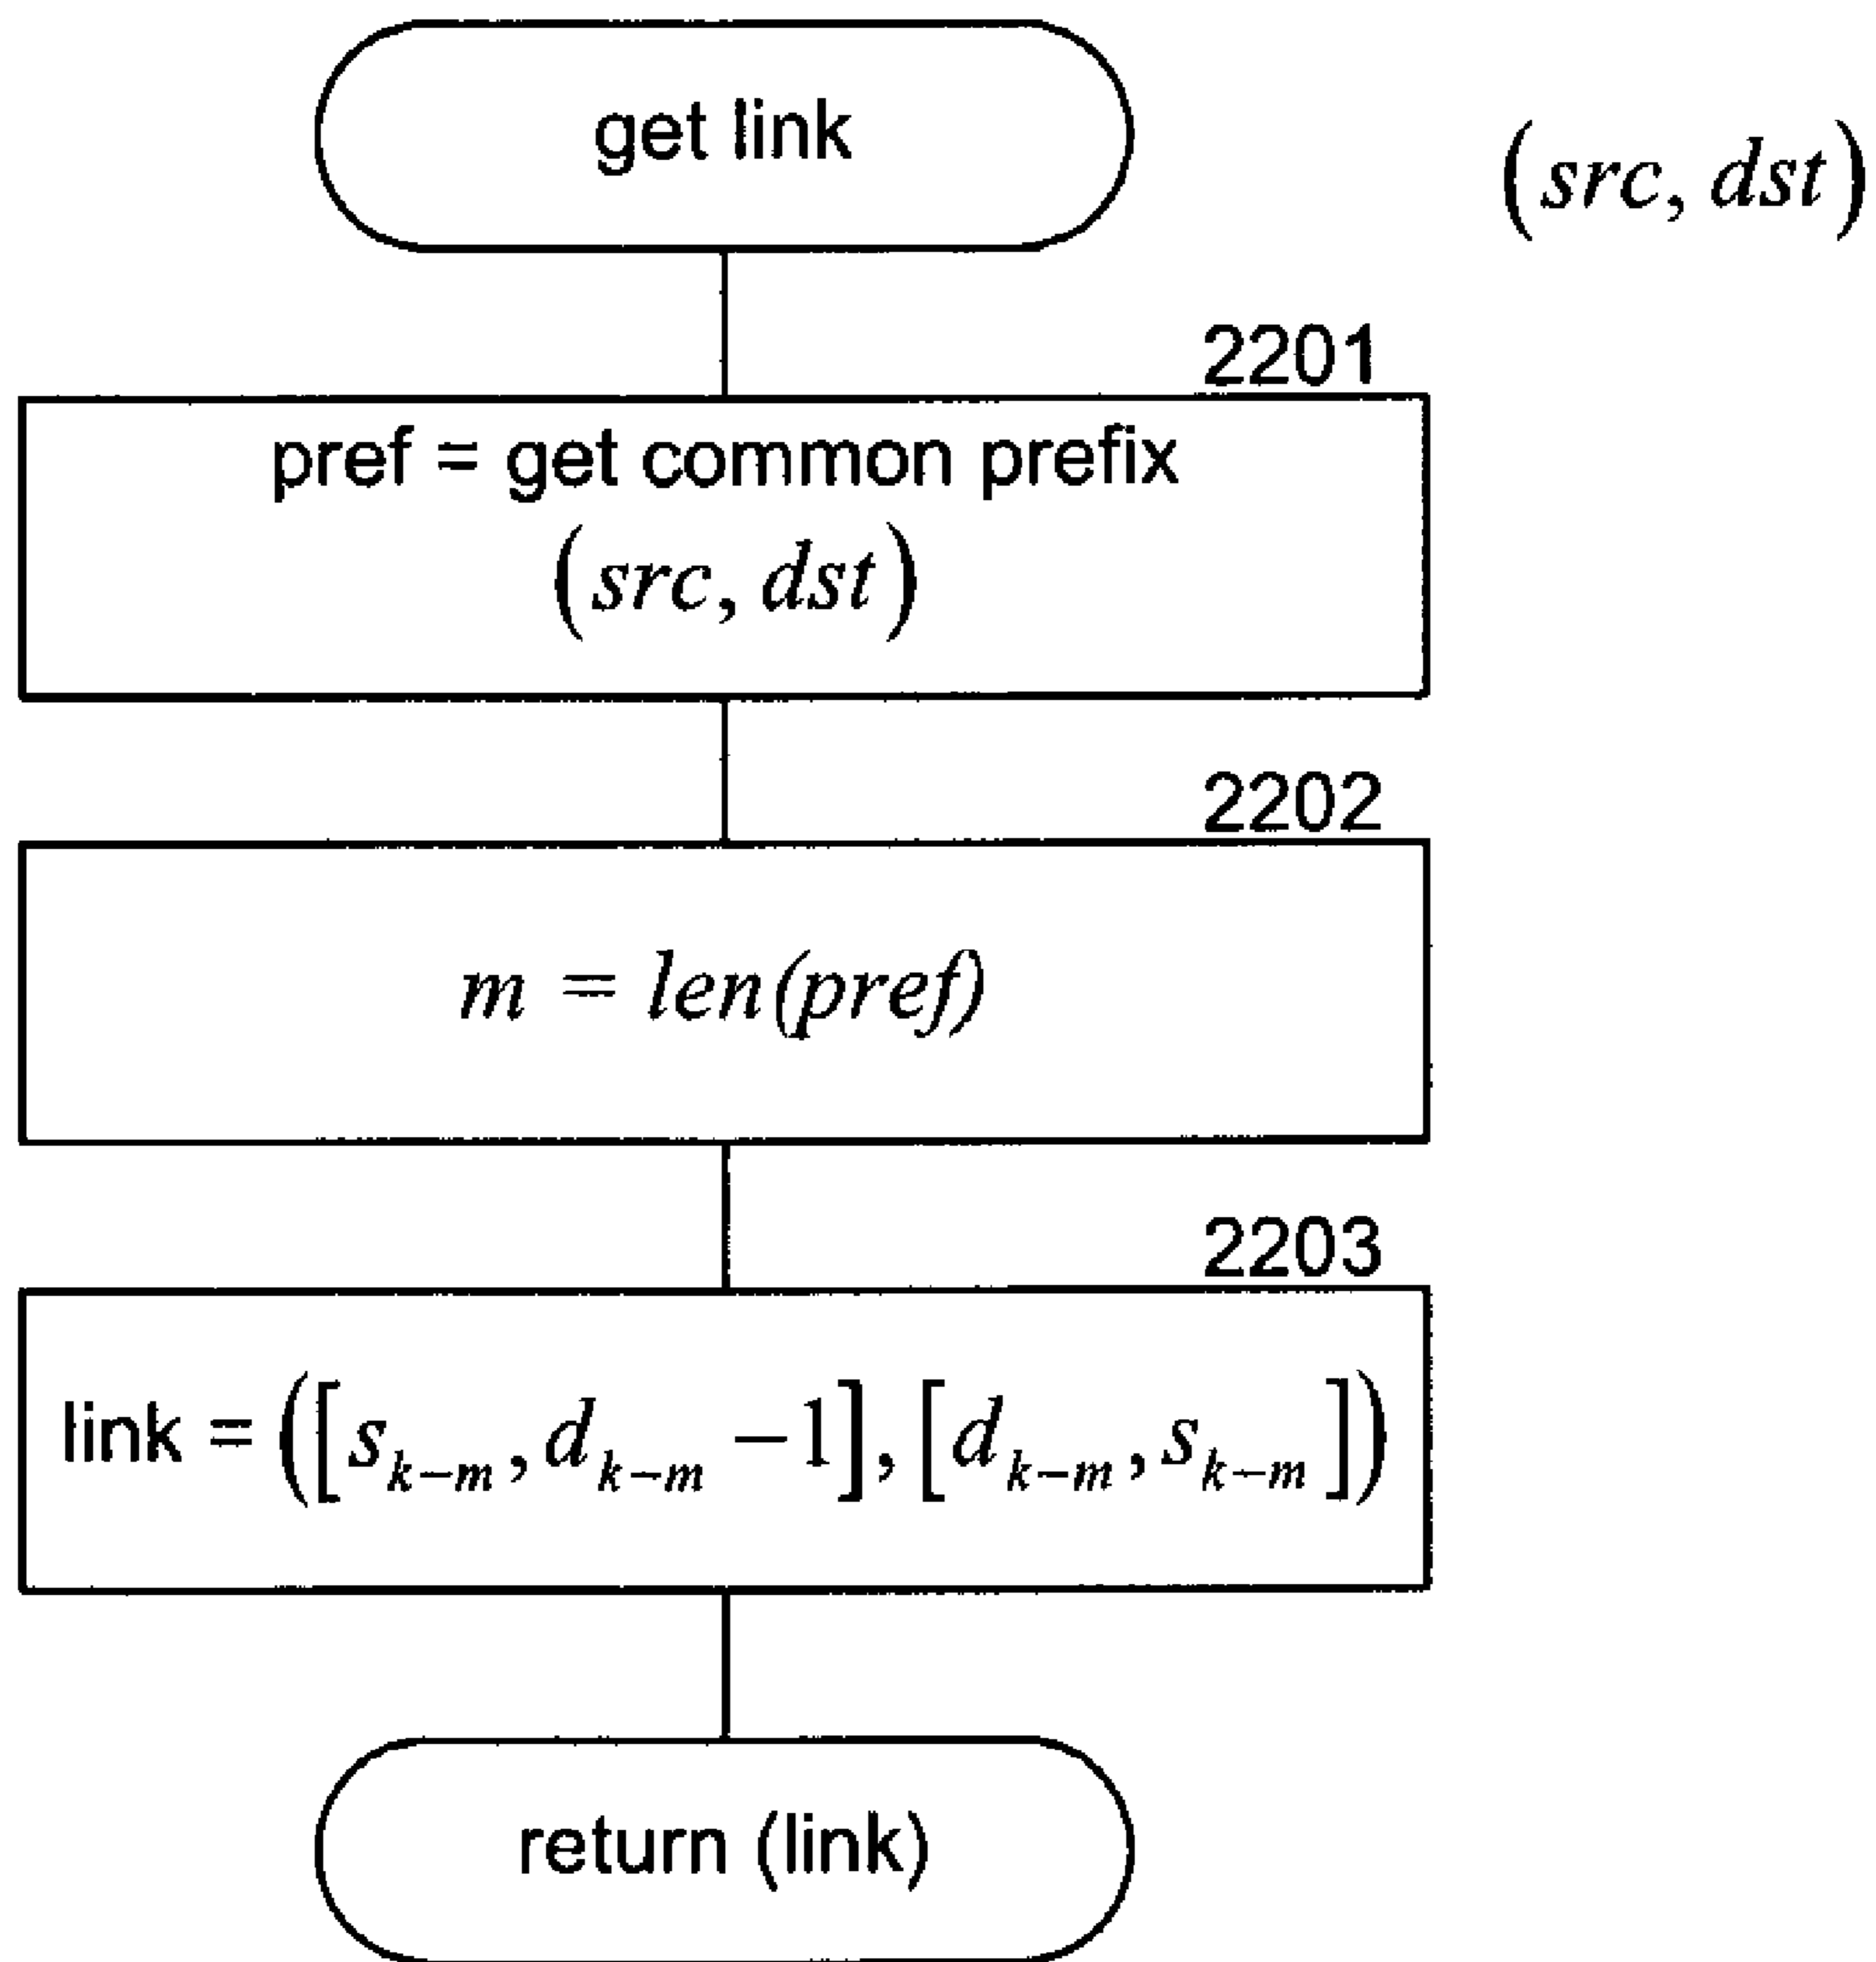 get link
(src, dst)
2201
pref = get common prefix
(src, dst)
2202
m = len(pref)
2203
link = ([s_{k-m}, d_{k-m} -1], [d_{k-m}, s_{k-m}])
return (link)